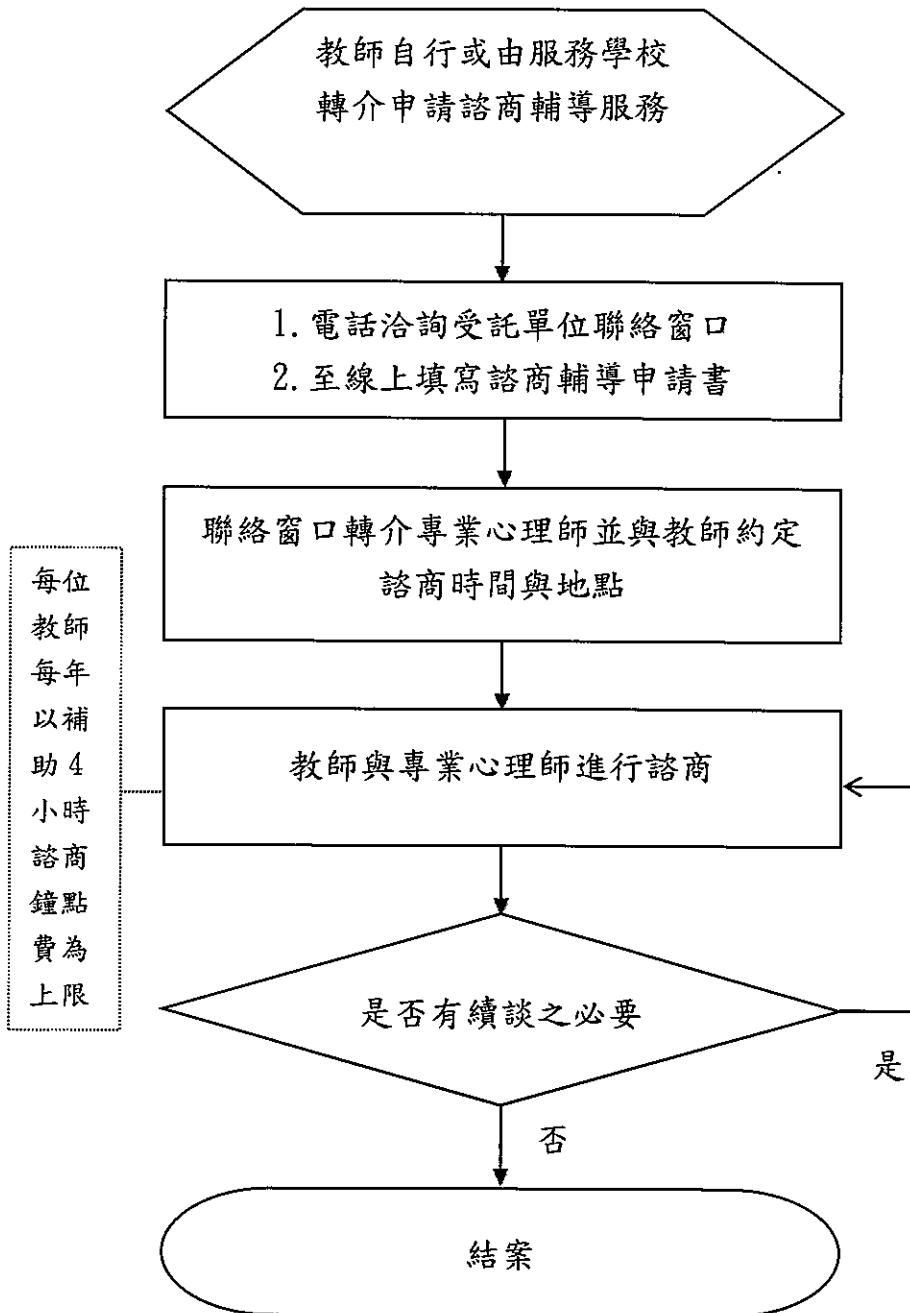 教師自行或由服務學校
轉介申請諮商輔導服務
1. 電話洽詢受託單位聯絡窗口
2. 至線上填寫諮商輔導申請書
聯絡窗口轉介專業心理師並與教師約定
諮商時間與地點
每位
教師
每年
以補
助 4
小時
諮商
鐘點
費為
上限
教師與專業心理師進行諮商
是否有續談之必要
是
否
結案